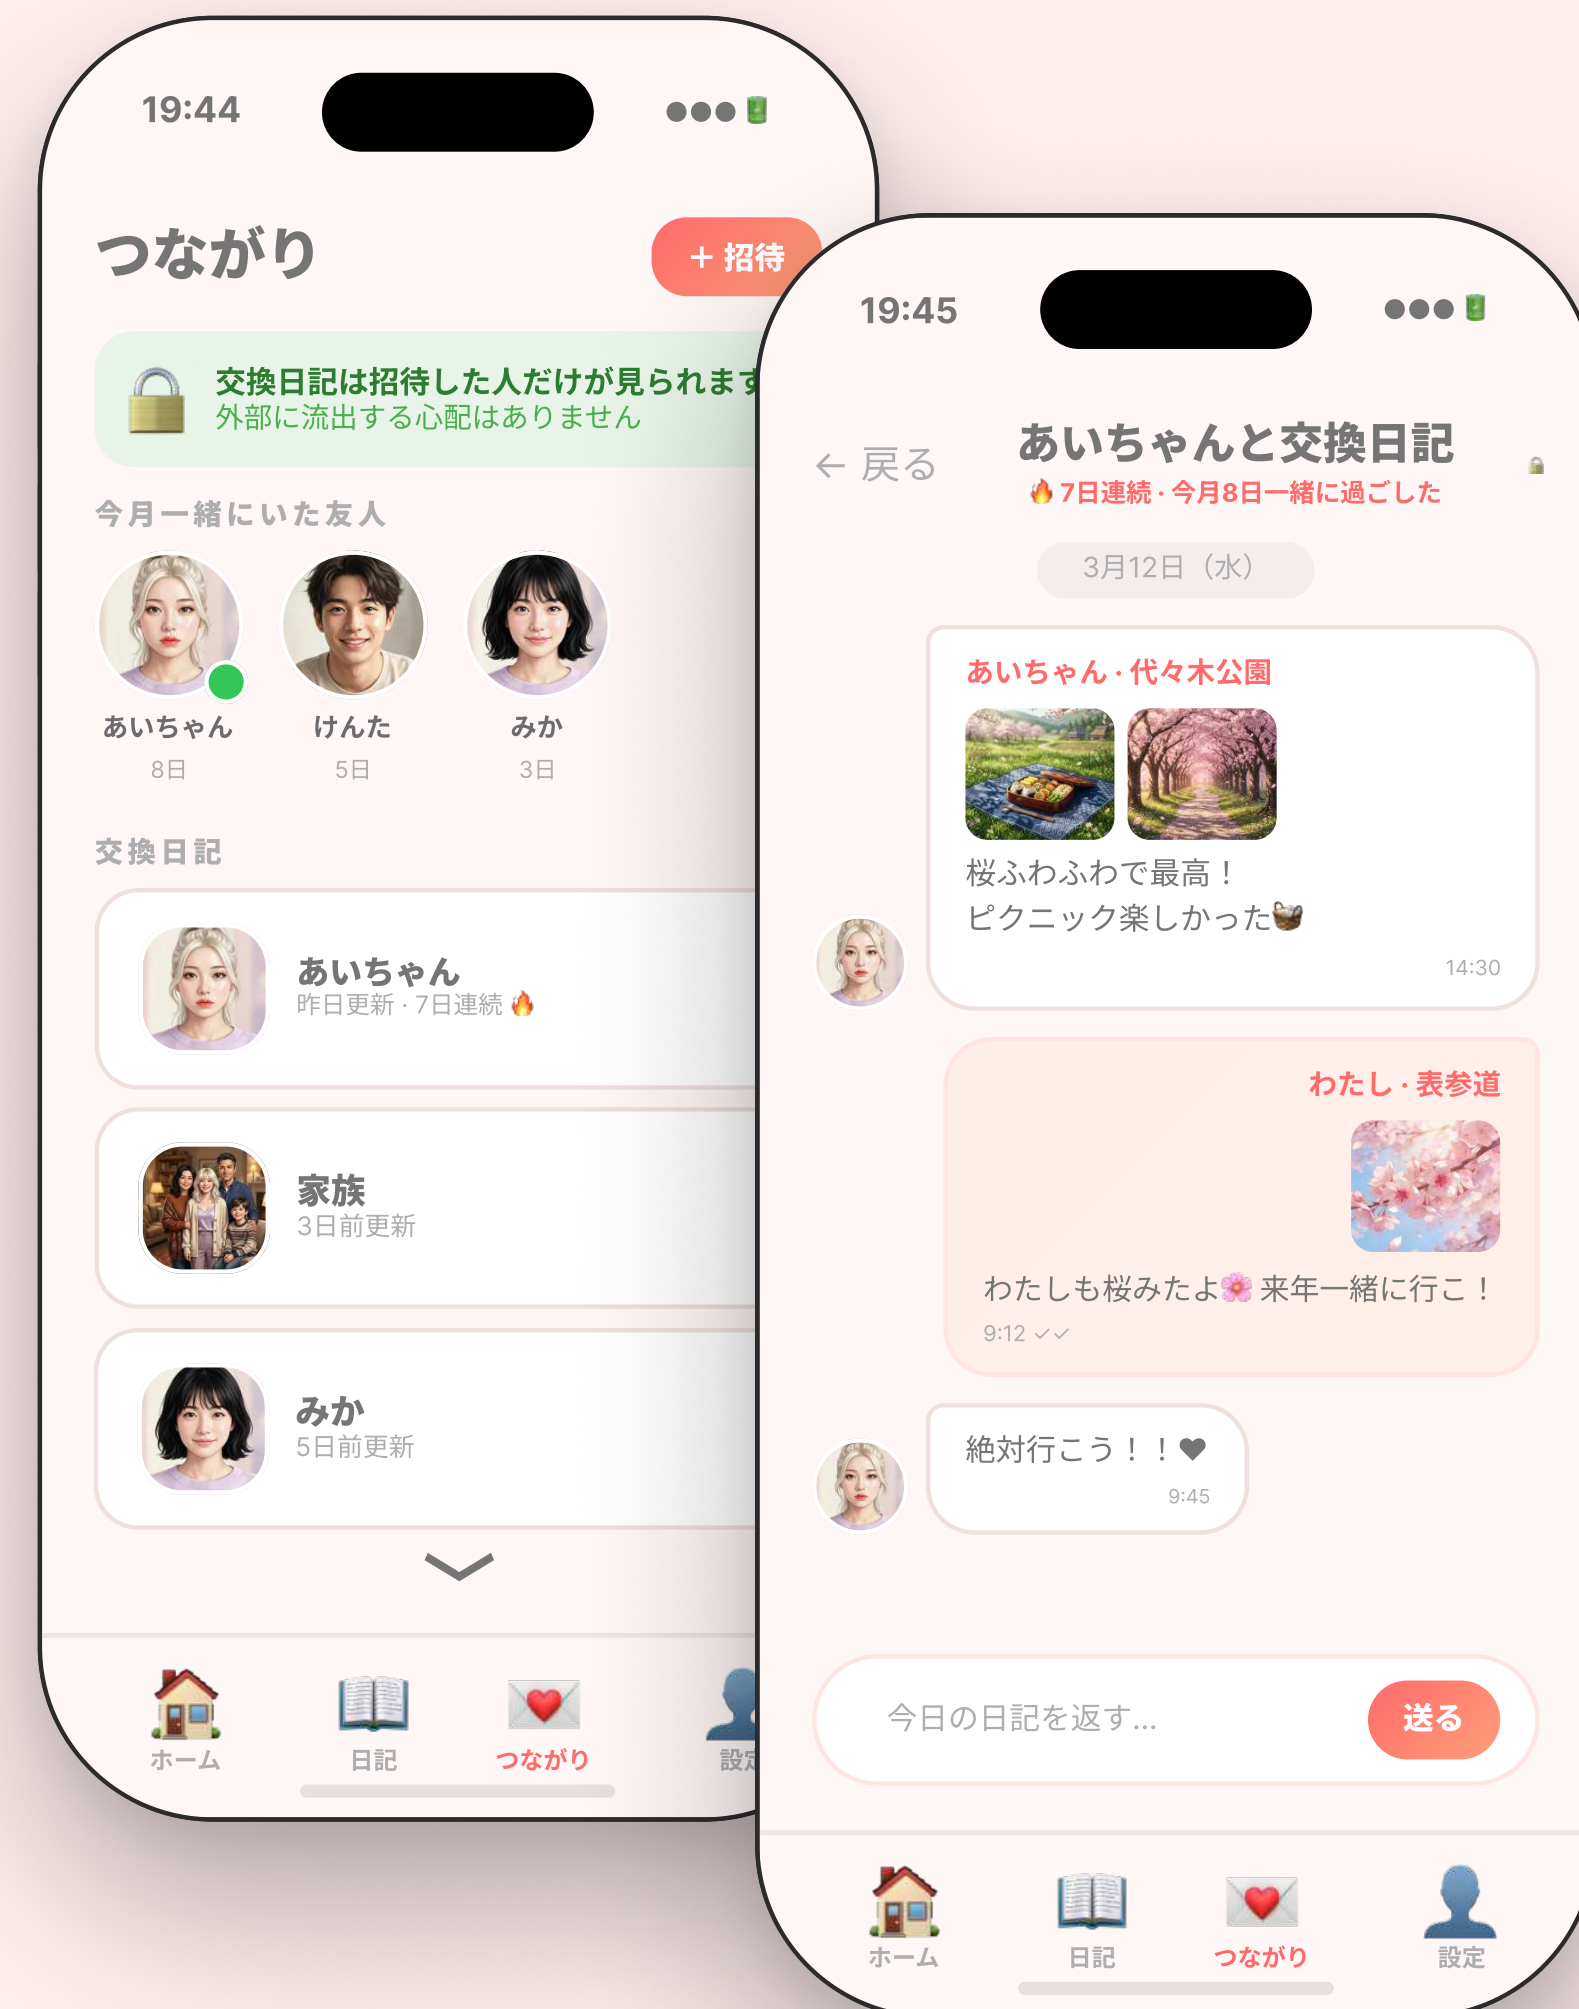 19:44
つながり
+ 招待
交換日記は招待した人だけが見られます
外部に流出する心配はありません
今月一緒にいた友人
あいちゃん
けんた
みか
8日
5日
3日
交換日記
あいちゃん
昨日更新 · 7日連続 🔥
家族
3日前更新
みか
5日前更新
ホーム
日記
つながり
設定
19:45
← 戻る
あいちゃんと交換日記
🔥 7日連続 · 今月8日一緒に過ごした
3月12日（水）
あいちゃん · 代々木公園
桜ふわふわで最高！
ピクニック楽しかった🧺
14:30
わたし · 表参道
わたしも桜みたよ🌸 来年一緒に行こ！
9:12 ✓✓
絶対行こう！！♥
9:45
今日の日記を返す...
送る
ホーム
日記
つながり
設定